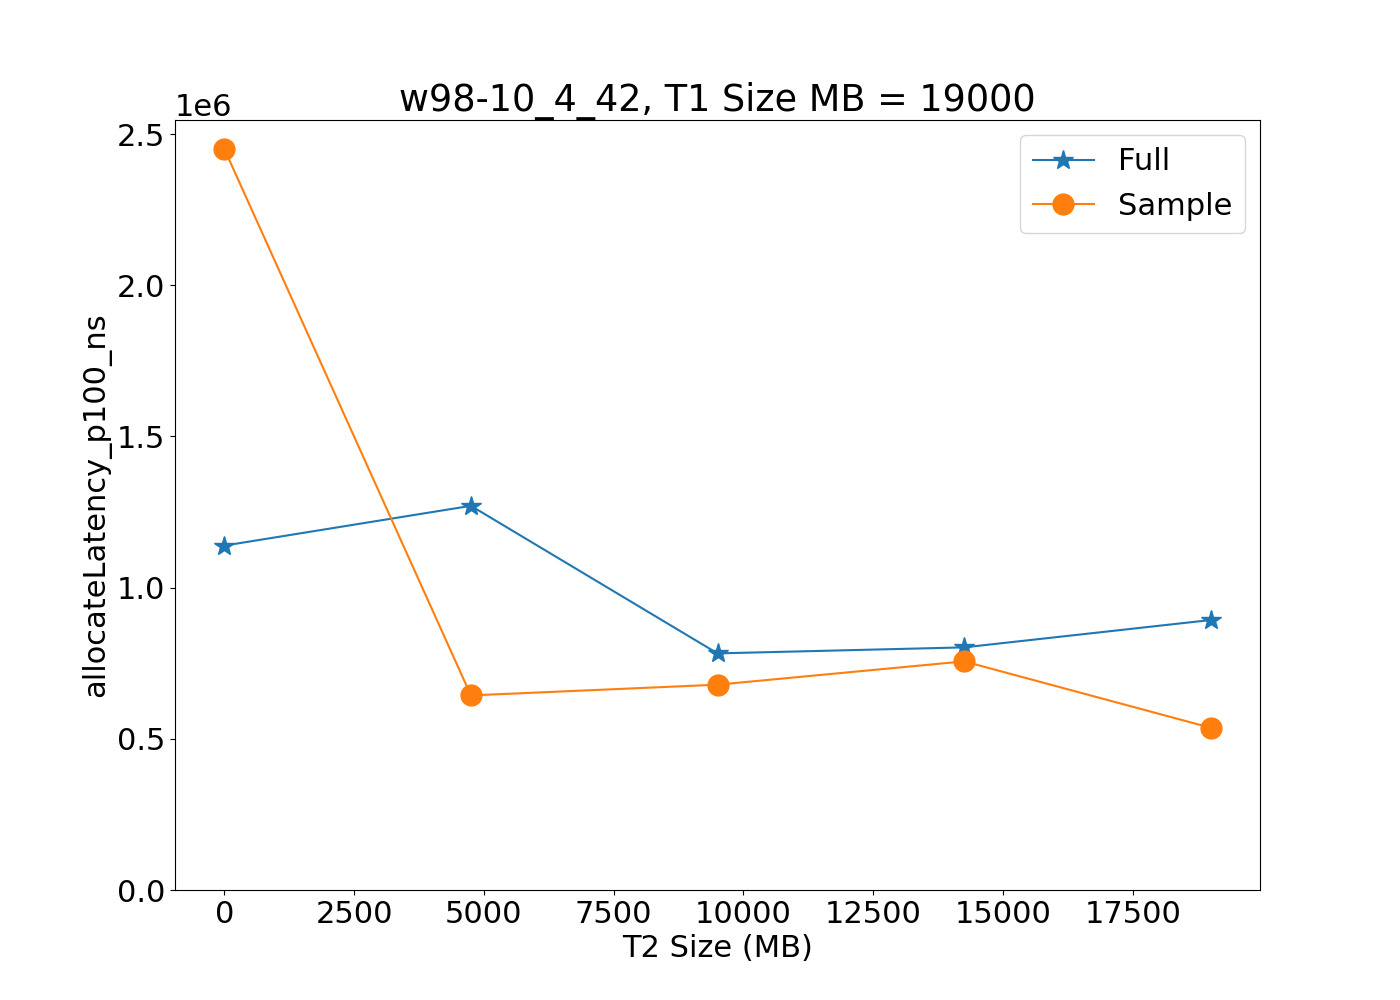 w98-10_4_42, T1 Size MB = 19000
1e6
2.5
2.0
1.5
1.0
0.5
0.0
allocateLatency_p100_ns
Full
Sample
0 2500 5000 7500 10000 12500 15000 17500
T2 Size (MB)